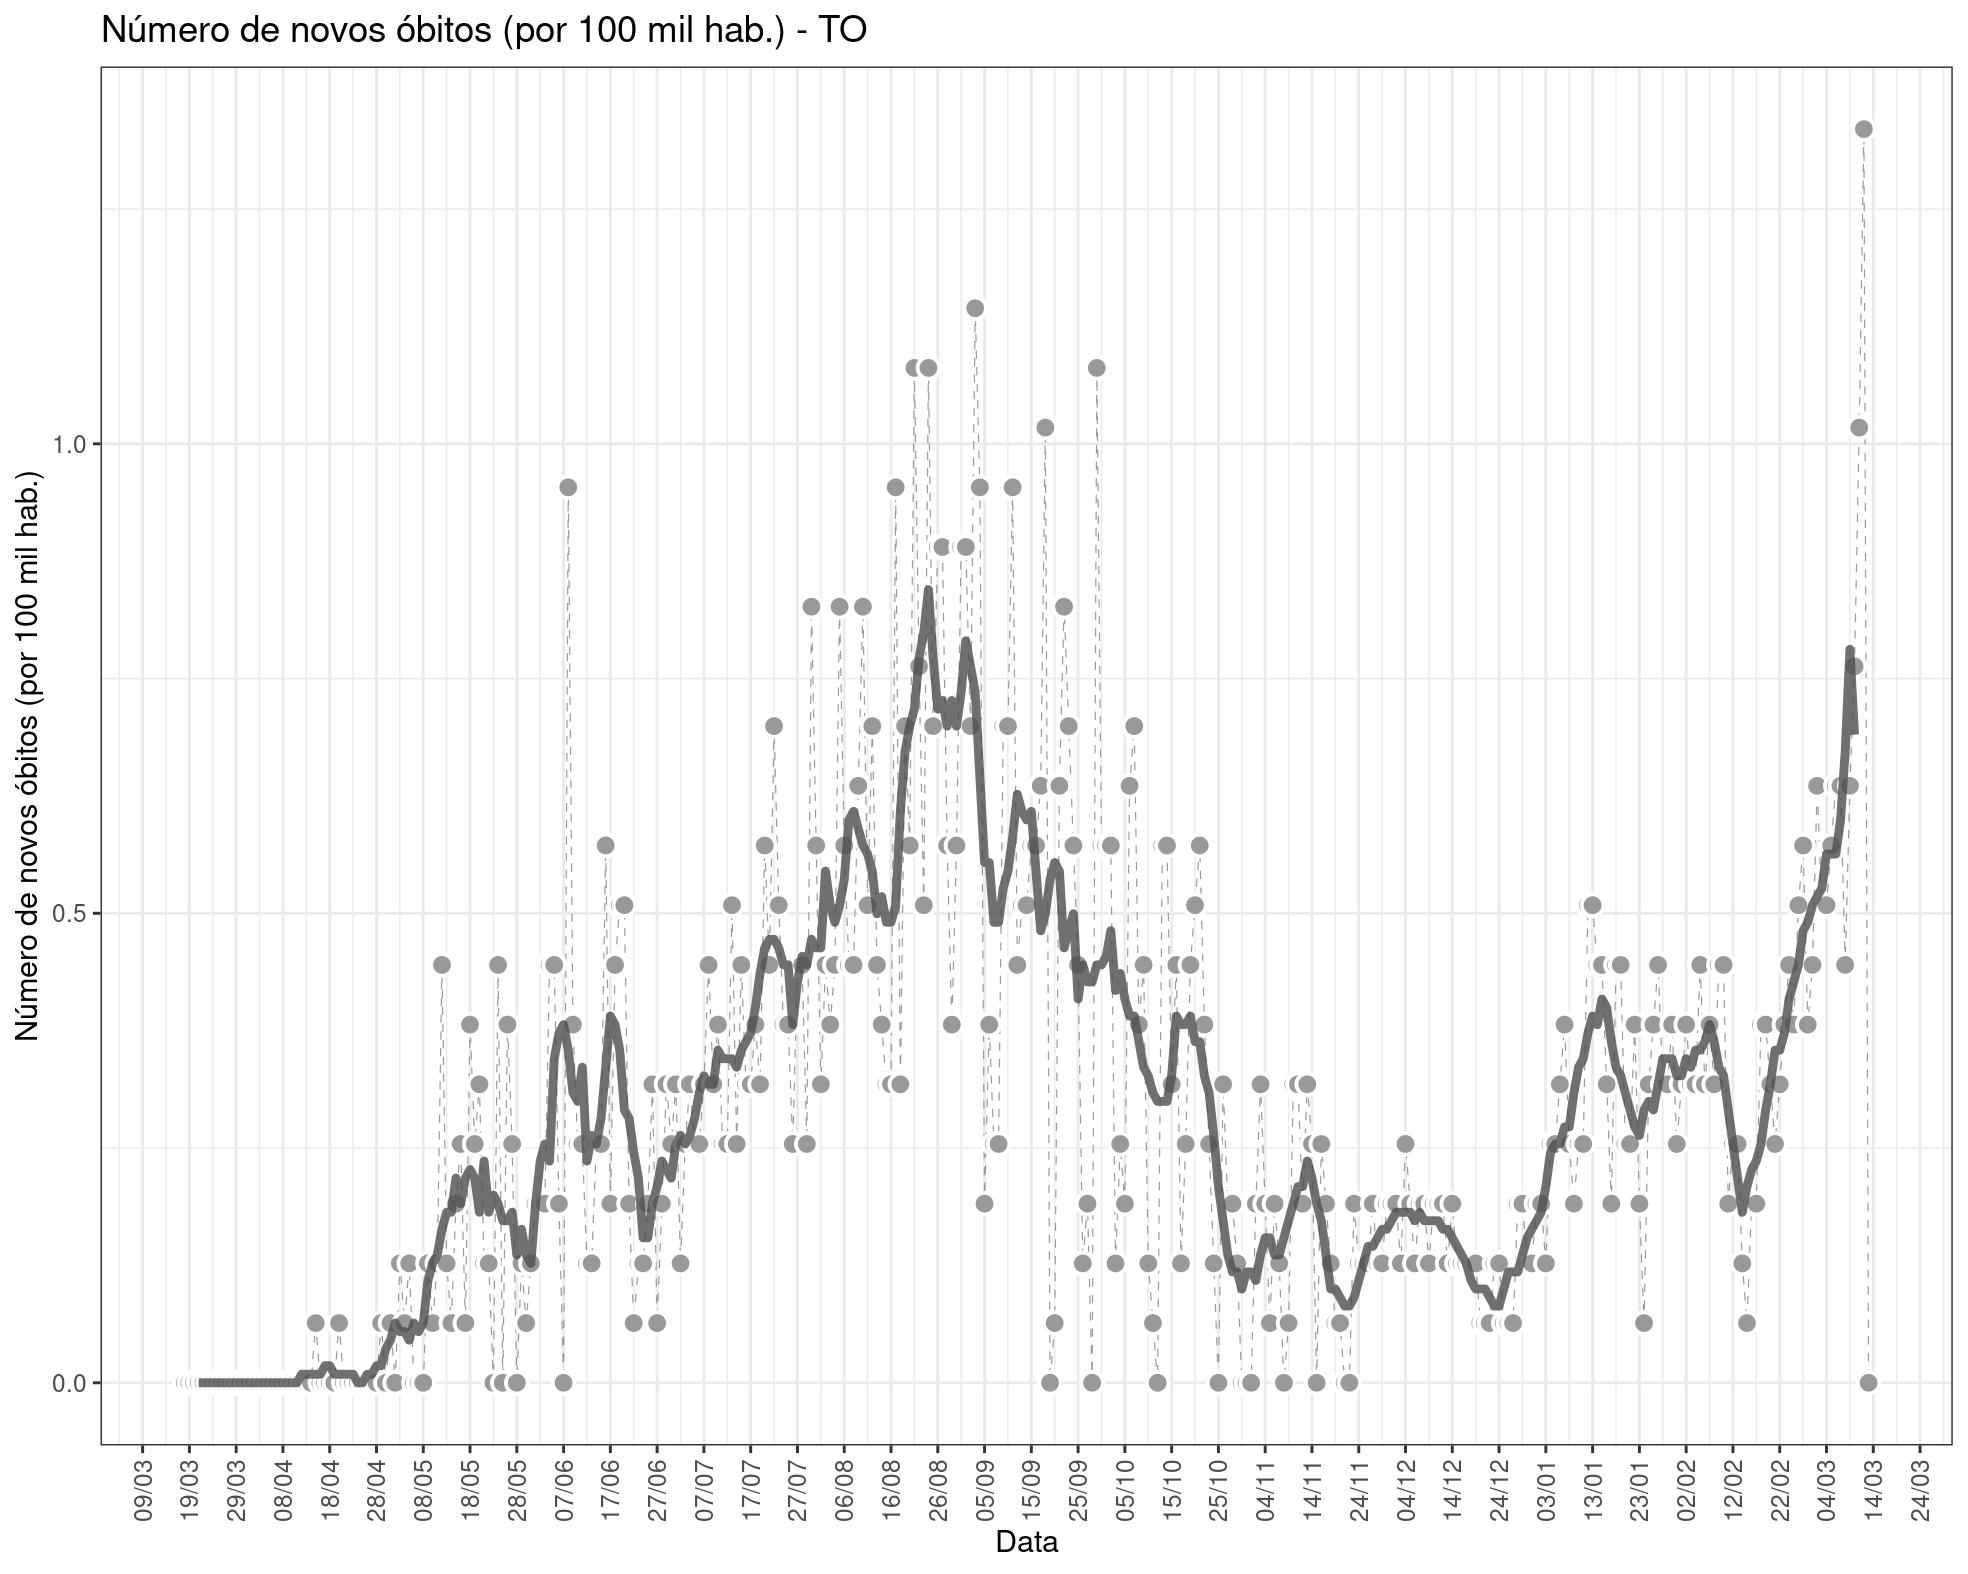 Número de novos óbitos (por 100 mil hab.) - TO
Número de novos óbitos (por 100 mil hab.)
1.0
0.5
0.0
09/03 19/03 29/03 08/04 18/04 28/04 08/05 18/05 28/05 07/06 17/06 27/06 07/07 17/07 27/07 06/08 16/08 26/08 05/09 15/09 25/09 05/10 15/10 25/10 04/11 14/11 24/11 04/12 14/12 24/12 03/01 13/01 23/01 02/02 12/02 22/02 04/03 14/03 24/03
Data